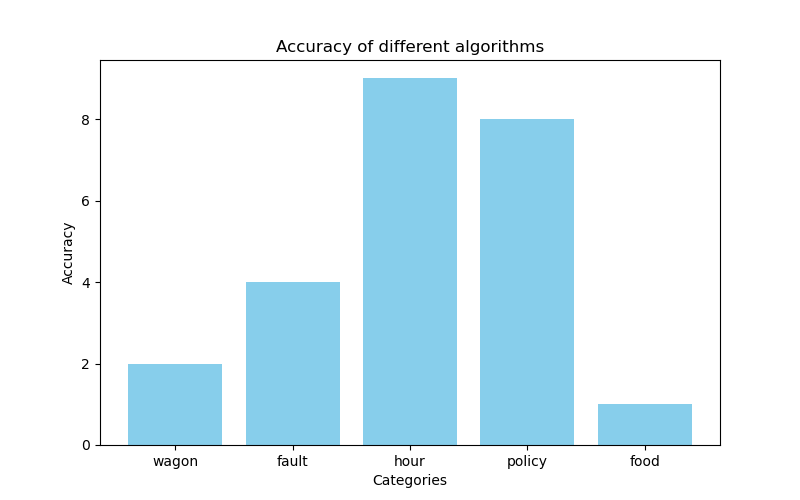 Accuracy of different algorithms
Accuracy
8
6
4
2
0
wagon fault hour policy food
Categories